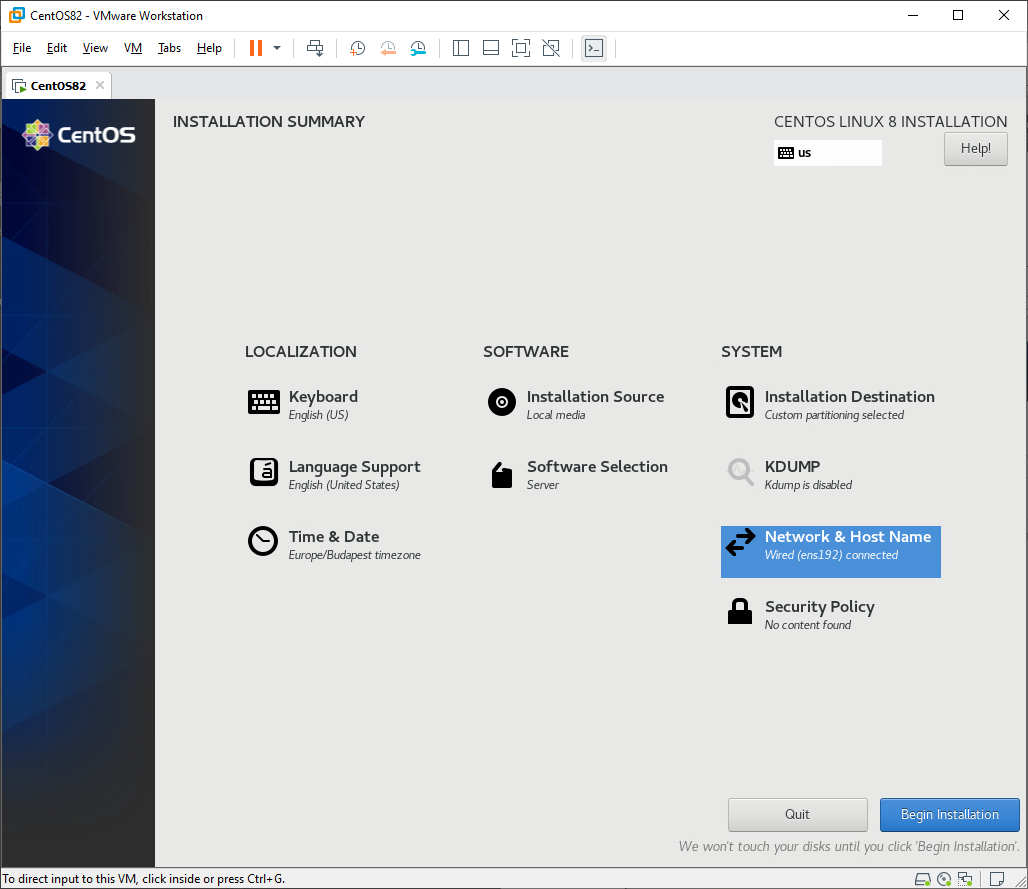 CentOS82 - VMware Workstation
File Edit View VM Tabs Help
CentOS82
CentOS
INSTALLATION SUMMARY
CENTOS LINUX 8 INSTALLATION
us
Help!
LOCALIZATION
Keyboard
English (US)
Language Support
English (United States)
Time & Date
Europe/Budapest timezone
SOFTWARE
Installation Source
Local media
Software Selection
Server
SYSTEM
Installation Destination
Custom partitioning selected
KDUMP
Kdump is disabled
Network & Host Name
Wired (ens192) connected
Security Policy
No content found
Quit
Begin Installation
We won't touch your disks until you click 'Begin Installation'.
To direct input to this VM, click inside or press Ctrl+G.